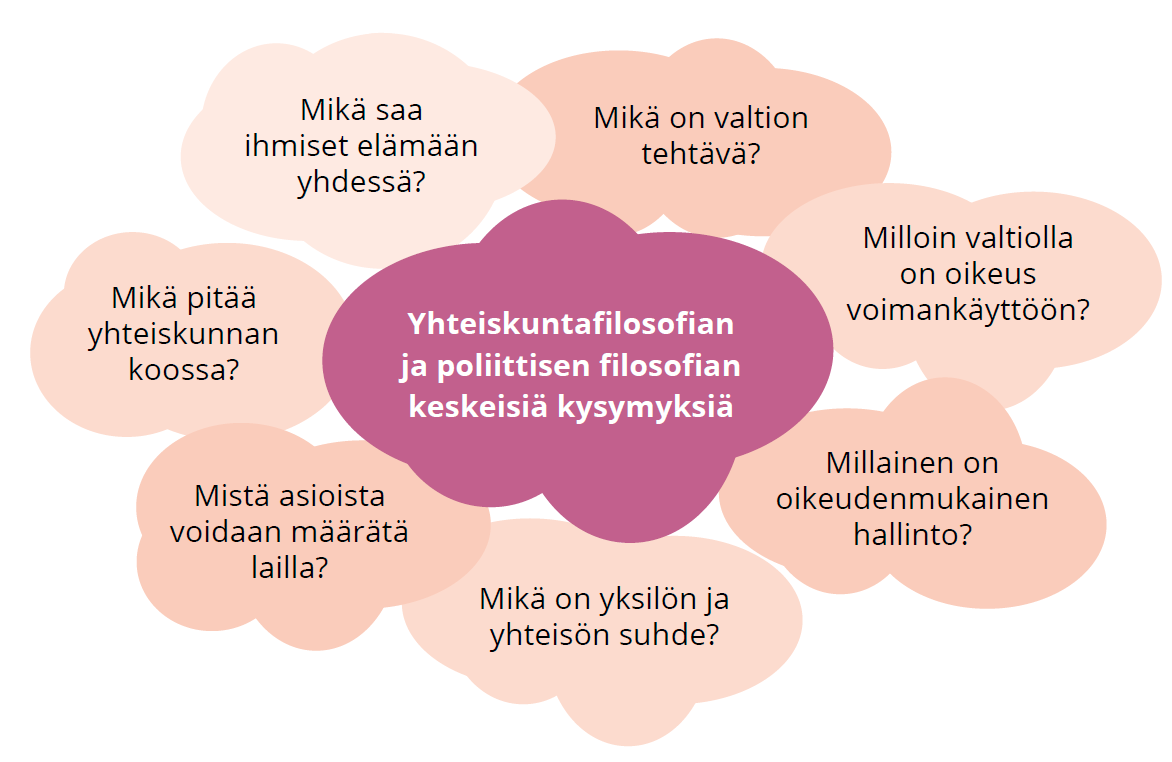 Mikä saa
ihmiset elämään
yhdessä?
Mikä on valtion
tehtävä?
Milloin valtiolla
on oikeus
voimankäyttöön?
Mikä pitää
yhteiskunnan
koossa?
Yhteiskuntafilosofian
ja poliittisen filosofian
keskeisiä kysymyksiä
Millainen on
oikeudenmukainen
hallinto?
Mistä asioista
voidaan määrätä
lailla?
Mikä on yksilön ja
yhteisön suhde?